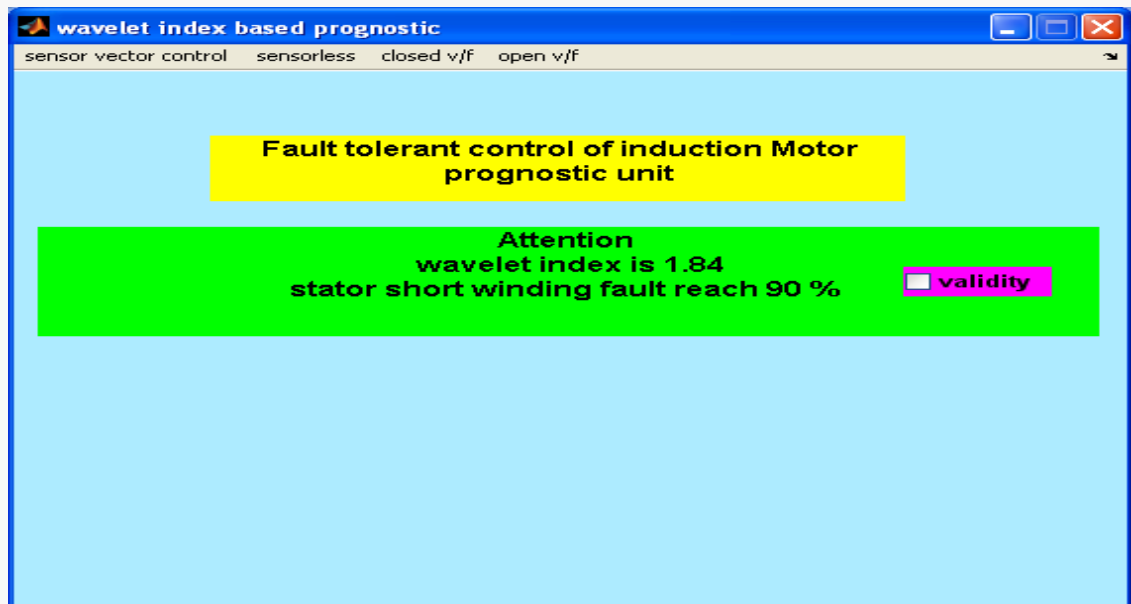 wavelet index based prognostic
sensor vector control sensorless closed v/f open v/f
Fault tolerant control of induction Motor
prognostic unit
Attention
wavelet index is 1.84
stator short winding fault reach 90 %
validity